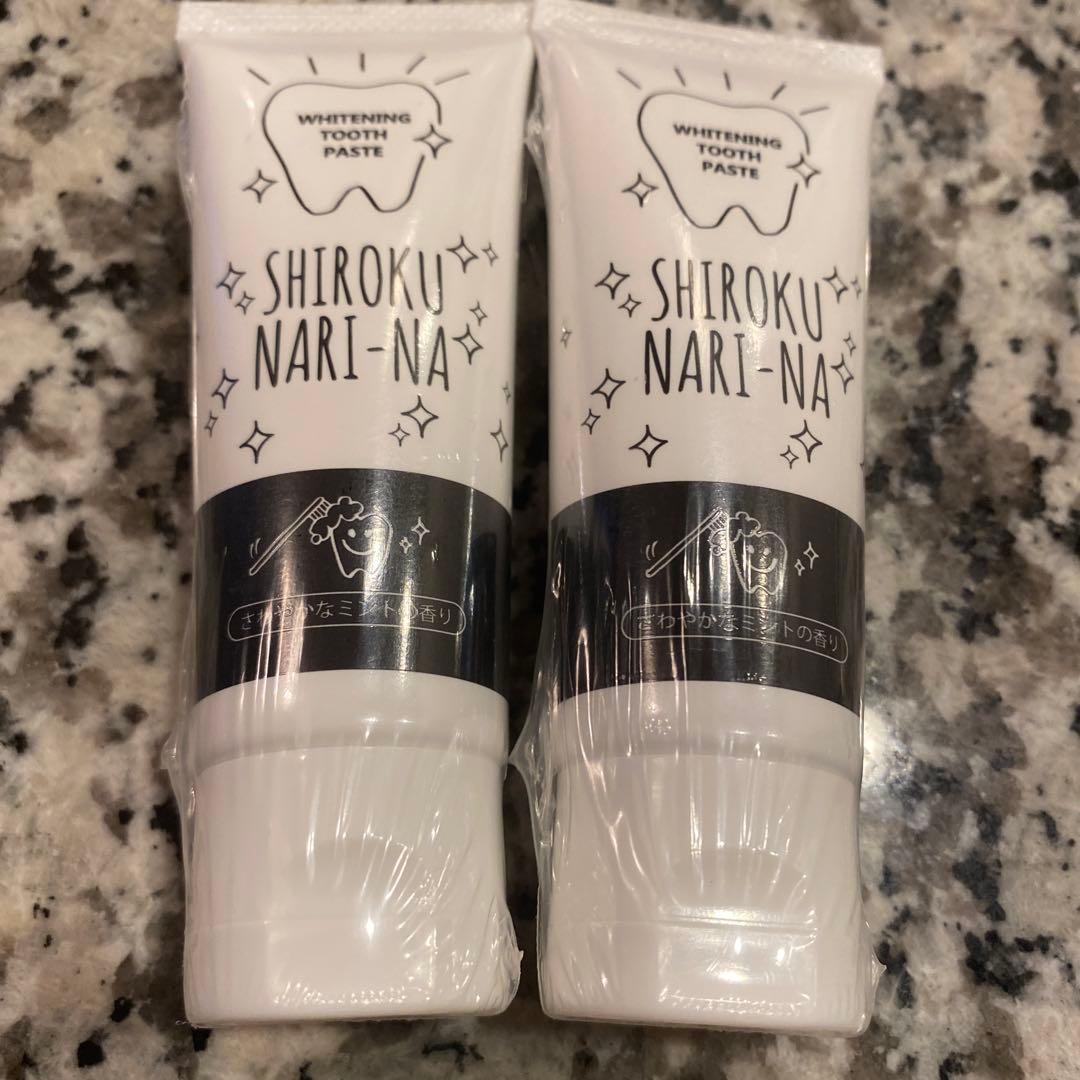 WHITENING
TOOTH
PASTE
SHIROKU
NARI-NA
さわやかなミントの香り
WHITENING
TOOTH
PASTE
SHIROKU
NARI-NA
さわやかなミントの香り